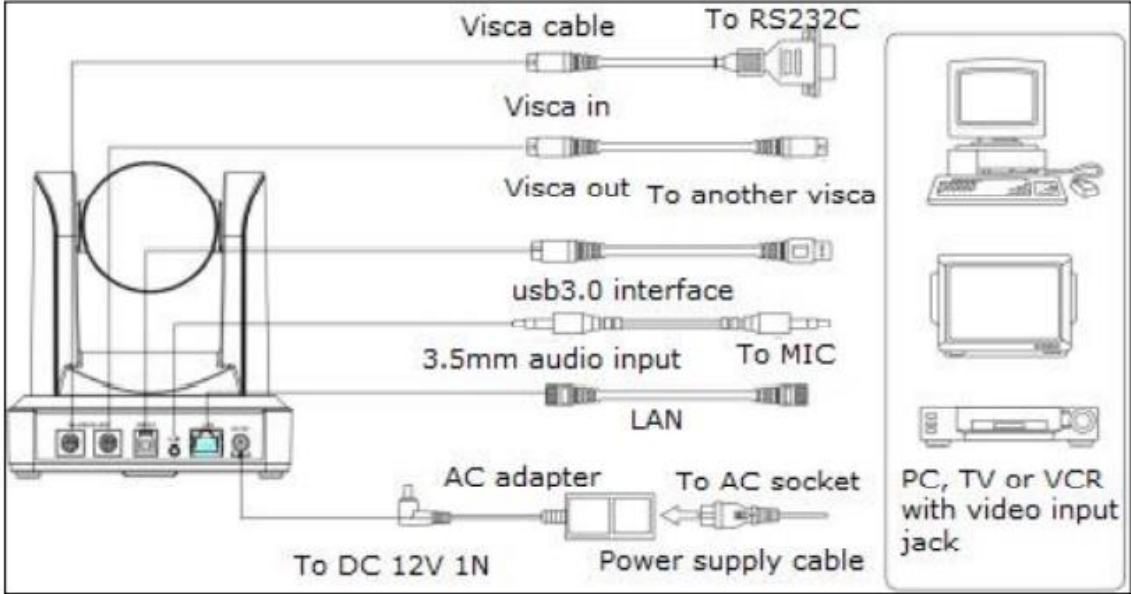 Visca cable
To RS232C
Visca in
Visca out
To another visca
usb3.0 interface
3.5mm audio input
To MIC
LAN
AC adapter
To AC socket
To DC 12V 1N
Power supply cable
PC, TV or VCR
with video input
jack